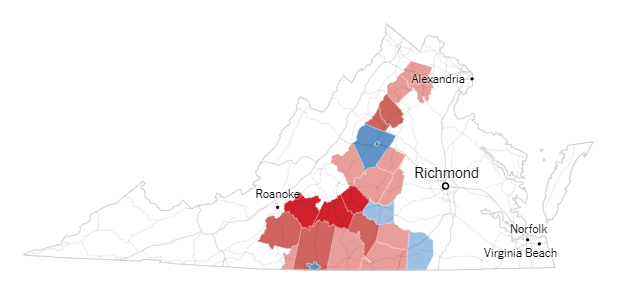 Alexandria
Richmond
Roanoke
Norfolk
Virginia Beach